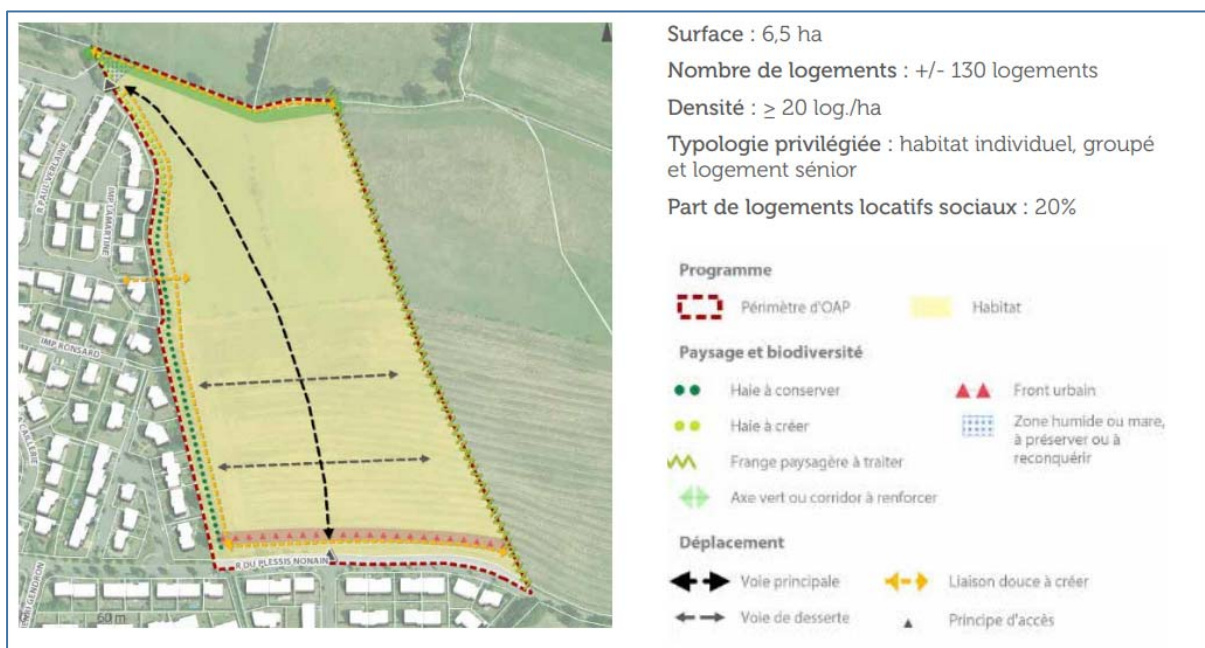 R PAUL VERLAINE
IMP LAMARTINE
IMP RONSARD
R DU PLESSIS NONAIN
60 m
Surface : 6,5 ha
Nombre de logements : +/- 130 logements
Densité : ≥ 20 log./ha
Typologie privilégiée : habitat individuel, groupé
et logement sénior
Part de logements locatifs sociaux : 20%
Programme
Périmètre d'OAP
Habitat
Paysage et biodiversité
Haie à conserver
Front urbain
Haie à créer
Zone humide ou mare,
à préserver ou à
reconquérir
Frange paysagère à traiter
Axe vert ou corridor à renforcer
Déplacement
Voie principale
Liaison douce à créer
Voie de desserte
Principe d'accès